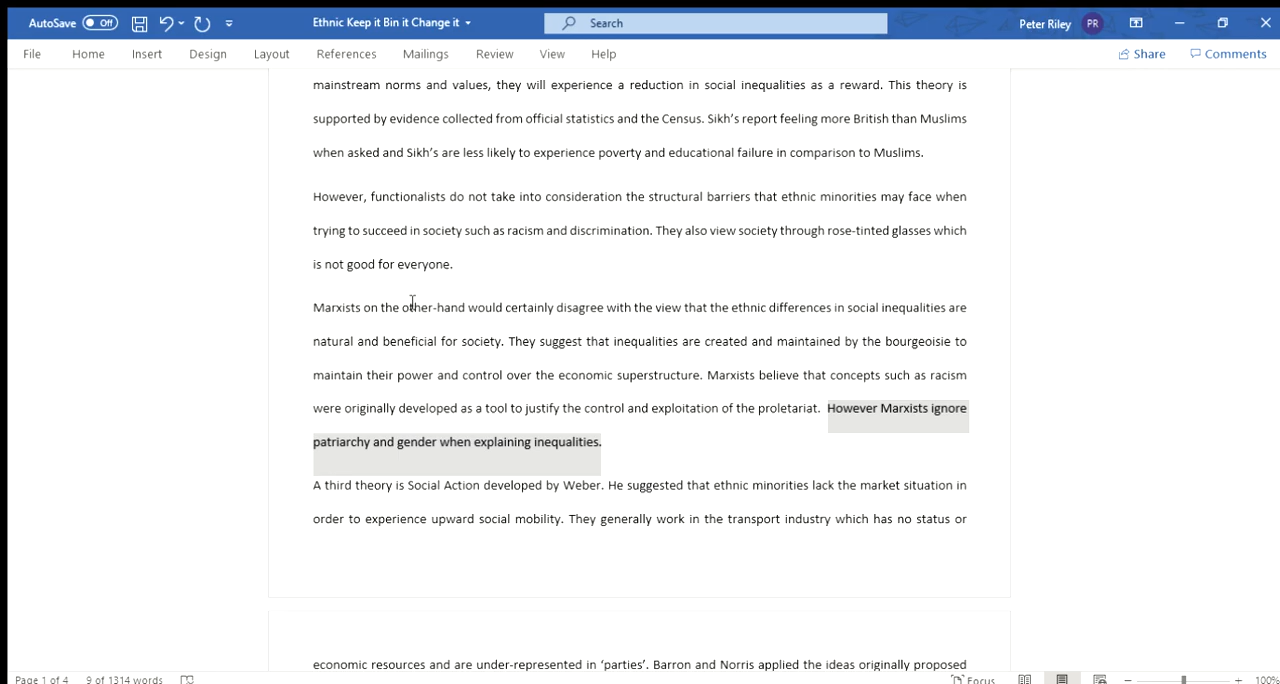 AutoSave Off Ethnic Keep it Bin it Change it Search Peter Riley PR
File Home Insert Design Layout References Mailings Review View Help Share Comments
mainstream norms and values, they will experience a reduction in social inequalities as a reward. This theory is
supported by evidence collected from official statistics and the Census. Sikh’s report feeling more British than Muslims
when asked and Sikh’s are less likely to experience poverty and educational failure in comparison to Muslims.
However, functionalists do not take into consideration the structural barriers that ethnic minorities may face when
trying to succeed in society such as racism and discrimination. They also view society through rose-tinted glasses which
is not good for everyone.
Marxists on the other-hand would certainly disagree with the view that the ethnic differences in social inequalities are
natural and beneficial for society. They suggest that inequalities are created and maintained by the bourgeoisie to
maintain their power and control over the economic superstructure. Marxists believe that concepts such as racism
were originally developed as a tool to justify the control and exploitation of the proletariat. However Marxists ignore
patriarchy and gender when explaining inequalities.
A third theory is Social Action developed by Weber. He suggested that ethnic minorities lack the market situation in
order to experience upward social mobility. They generally work in the transport industry which has no status or
economic resources and are under-represented in ‘parties’. Barron and Norris applied the ideas originally proposed
Page 1 of 4 9 of 1314 words Focus 100%